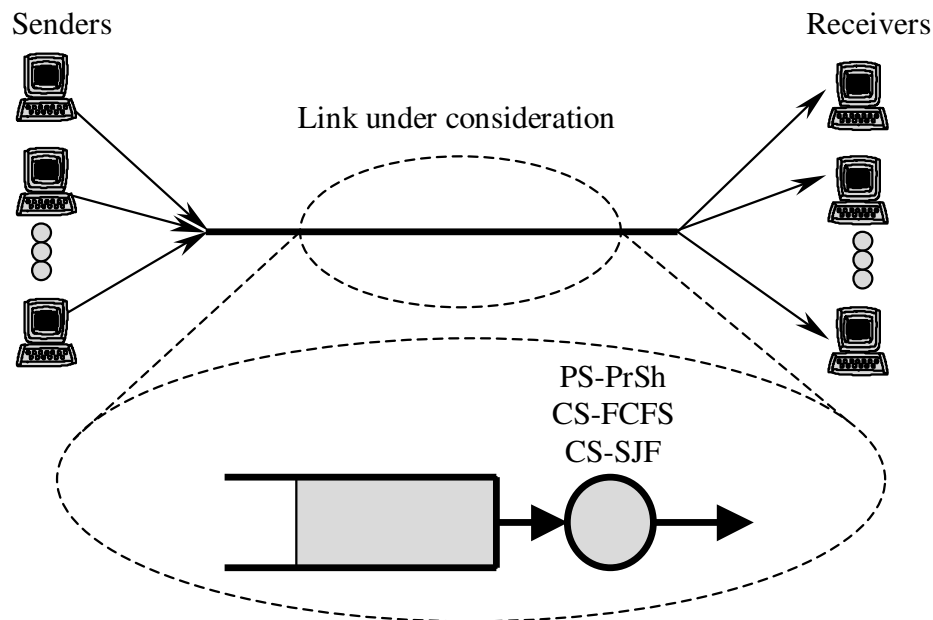 Senders
Receivers
Link under consideration
PS-PrSh
CS-FCFS
CS-SJF